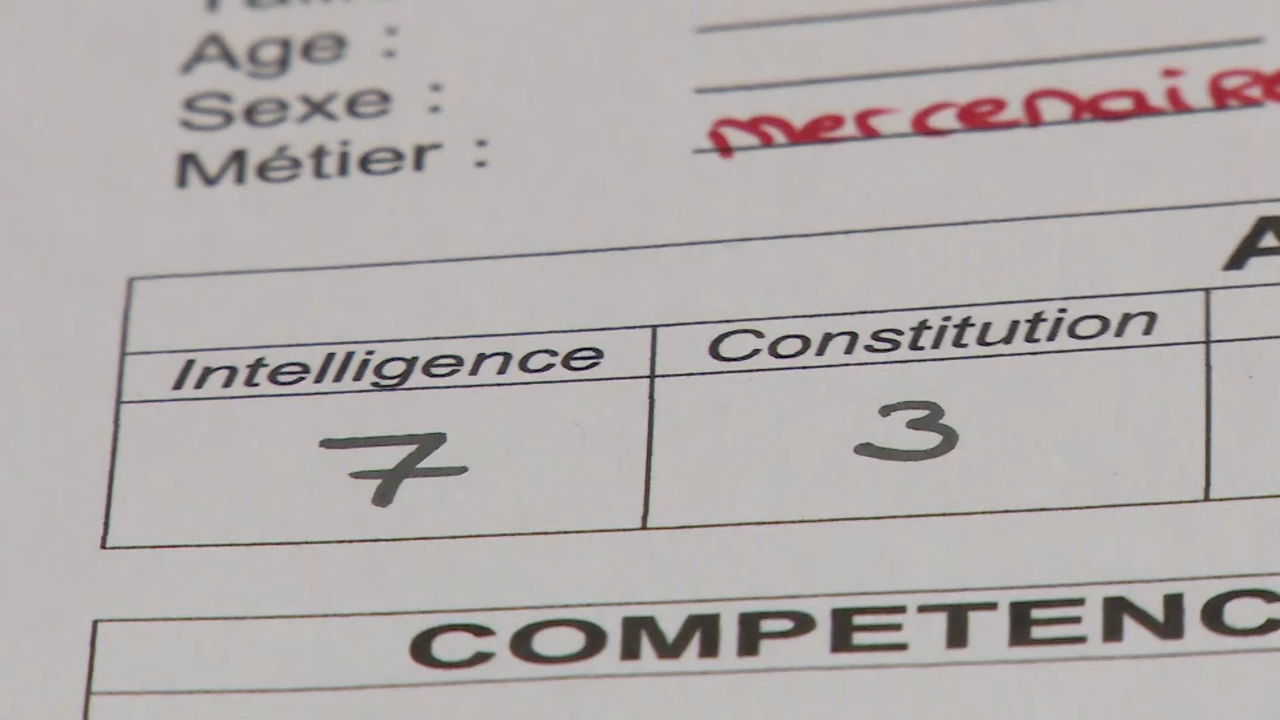 Age :
Sexe :
Métier : mercenaire
Intelligence Constitution
7 3
COMPETENC